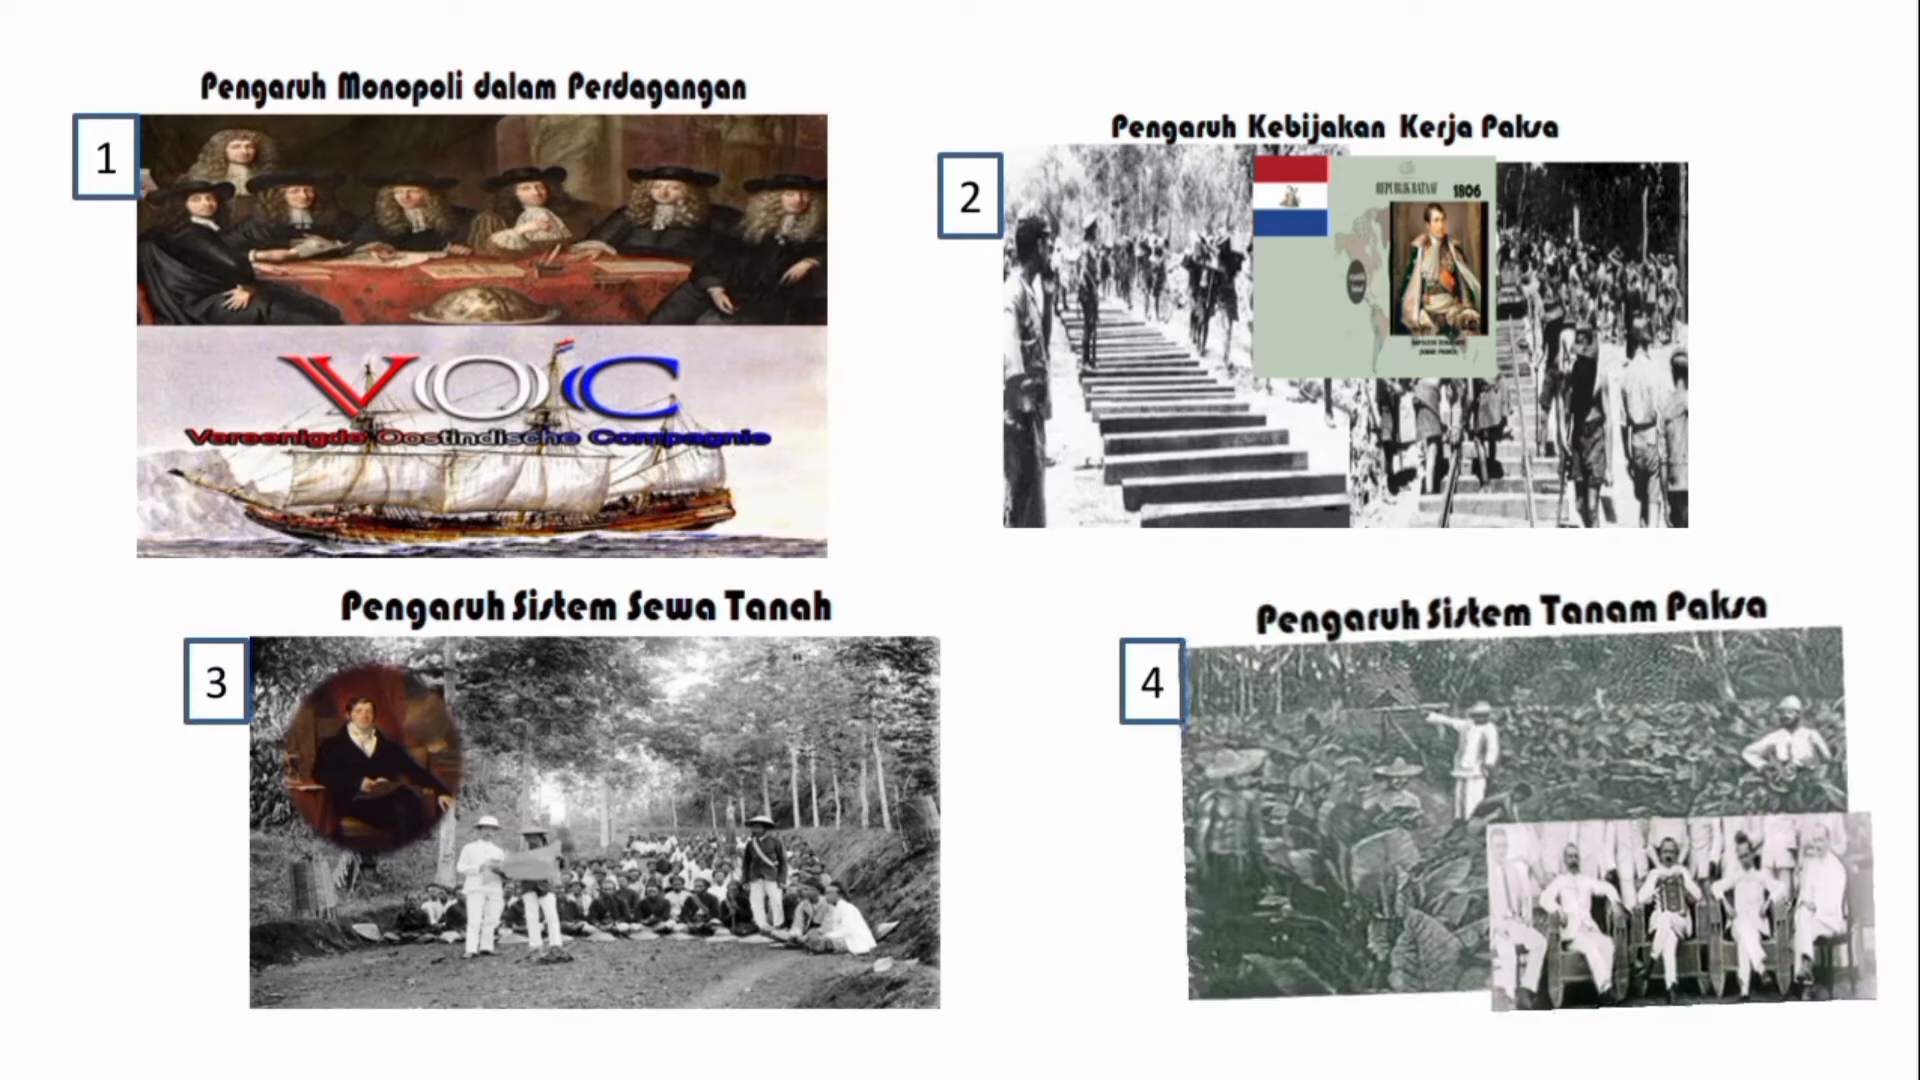 Pengaruh Monopoli dalam Perdagangan
1
VOC
Vereenigde Oostindische Compagnie
Pengaruh Kebijakan Kerja Paksa
2
REPUBLIK BATAAF 1806
Pengaruh Sistem Sewa Tanah
3
Pengaruh Sistem Tanam Paksa
4